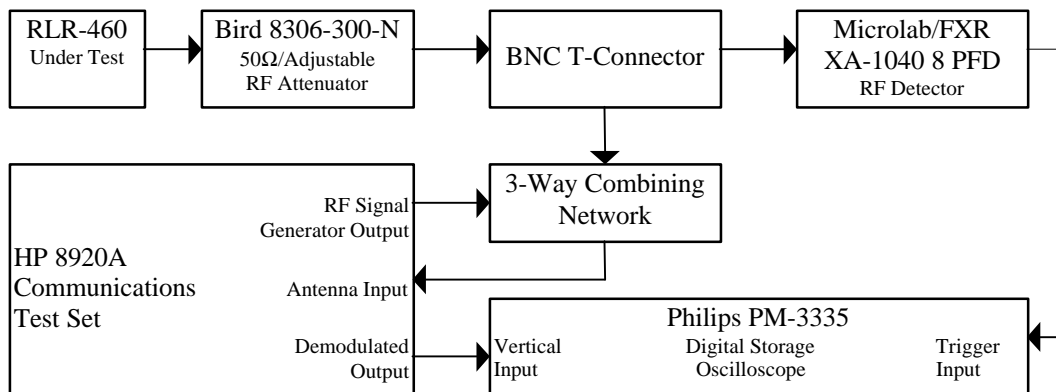 RLR-460
Under Test
Bird 8306-300-N
50Ω/Adjustable
RF Attenuator
BNC T-Connector
Microlab/FXR
XA-1040 8 PFD
RF Detector
3-Way Combining
Network
RF Signal
Generator Output
HP 8920A
Communications
Test Set
Antenna Input
Demodulated
Output
Philips PM-3335
Vertical
Input
Digital Storage
Oscilloscope
Trigger
Input